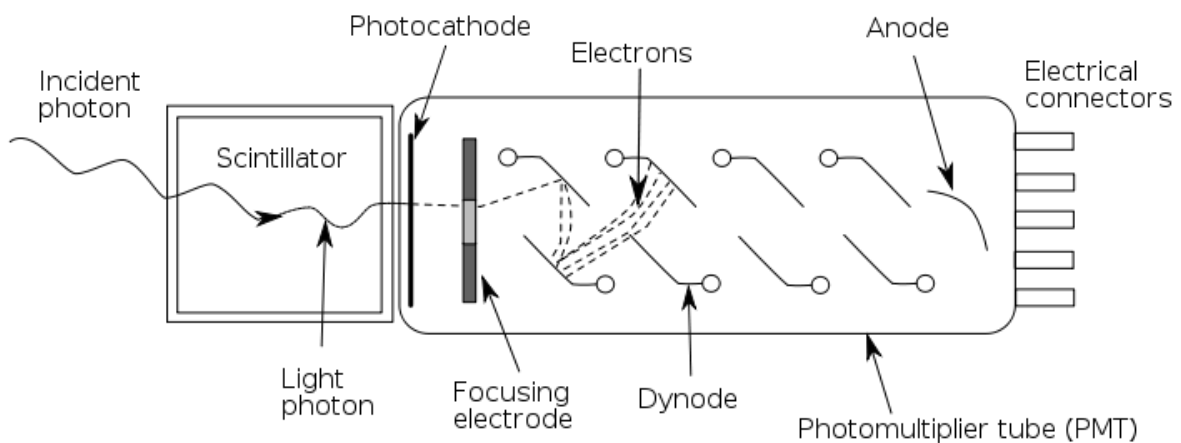 Photocathode
Anode
Electrons
Incident
photon
Electrical
connectors
Scintillator
Light
photon
Focusing
electrode
Dynode
Photomultiplier tube (PMT)